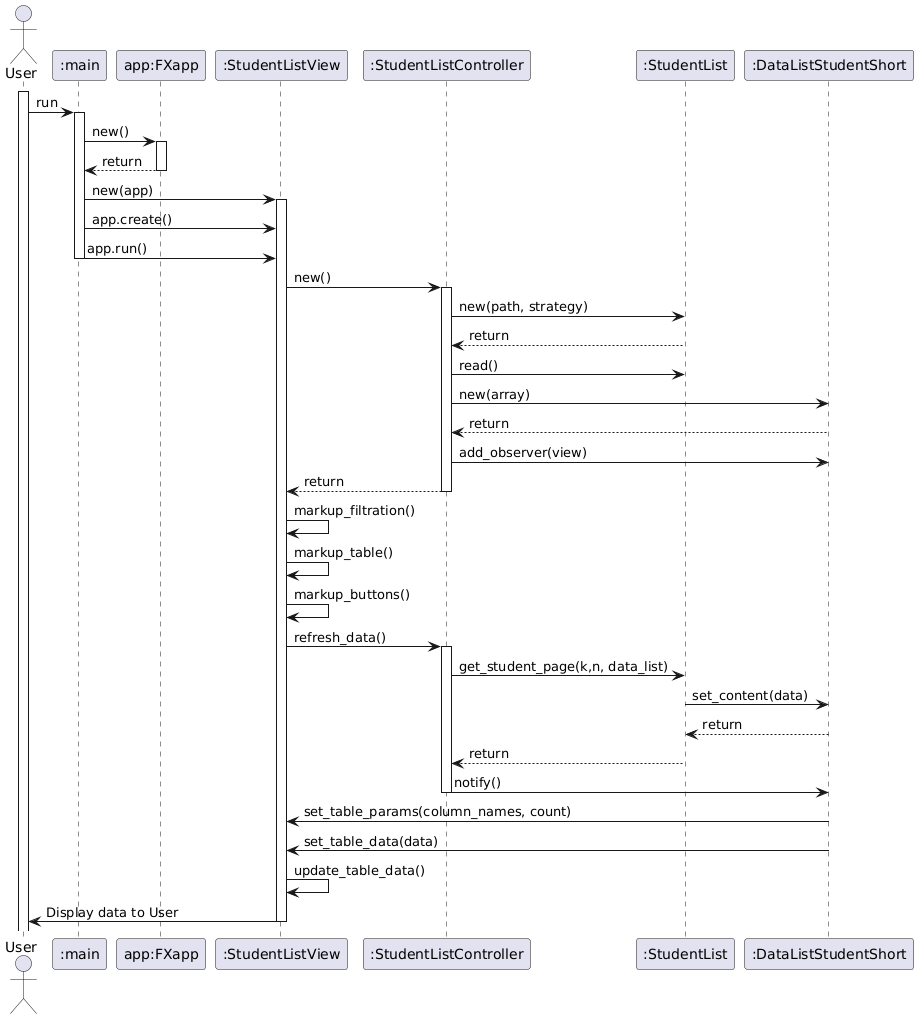 User
:main
app:FXapp
:StudentListView
:StudentListController
:StudentList
:DataListStudentShort
run
new()
return
new(app)
app.create()
app.run()
new()
new(path, strategy)
return
read()
new(array)
return
add_observer(view)
return
markup_filtration()
markup_table()
markup_buttons()
refresh_data()
get_student_page(k,n, data_list)
set_content(data)
return
return
notify()
set_table_params(column_names, count)
set_table_data(data)
update_table_data()
Display data to User
User
:main
app:FXapp
:StudentListView
:StudentListController
:StudentList
:DataListStudentShort